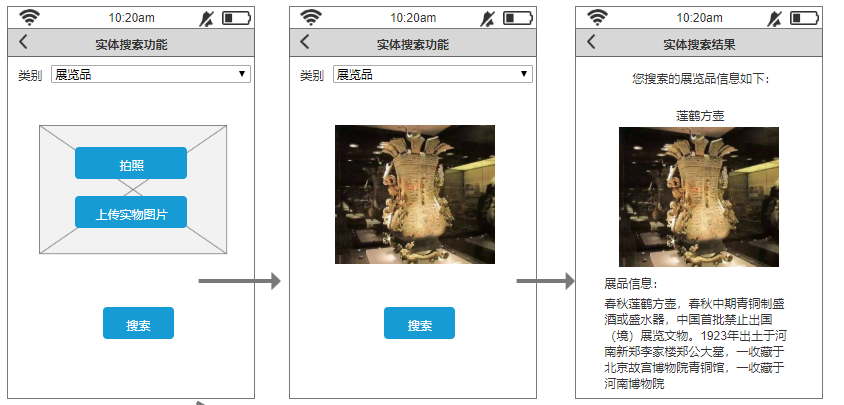 10:20am
实体搜索功能
类别 展览品
拍照
上传实物图片
搜索
10:20am
实体搜索功能
类别 展览品
搜索
10:20am
实体搜索结果
您搜索的展览品信息如下：
莲鹤方壶
展品信息：
春秋莲鹤方壶，春秋中期青铜制盛
酒或盛水器，中国首批禁止出国
（境）展览文物。1923年出土于河
南新郑李家楼郑公大墓，一收藏于
北京故宫博物院青铜馆，一收藏于
河南博物院